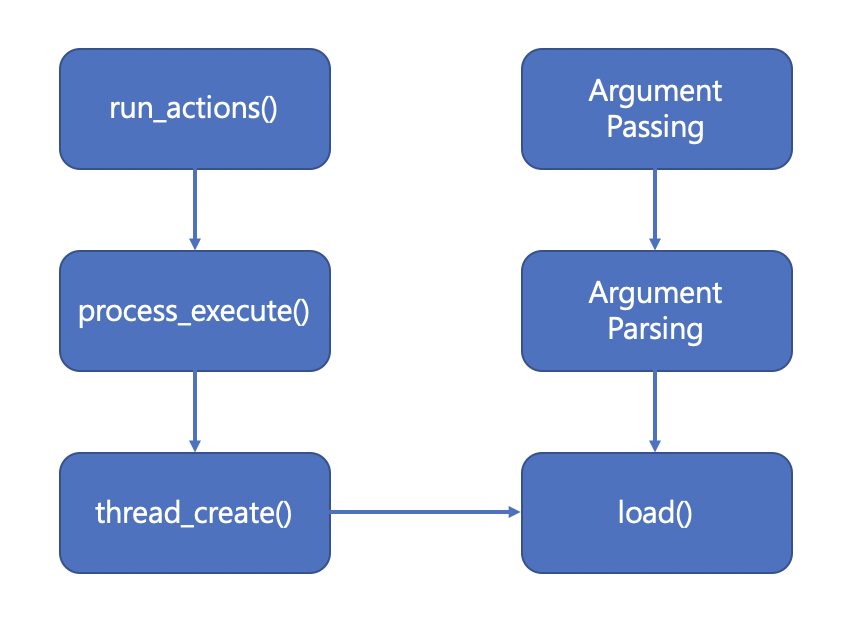 run_actions()
process_execute()
thread_create()
Argument
Passing
Argument
Parsing
load()